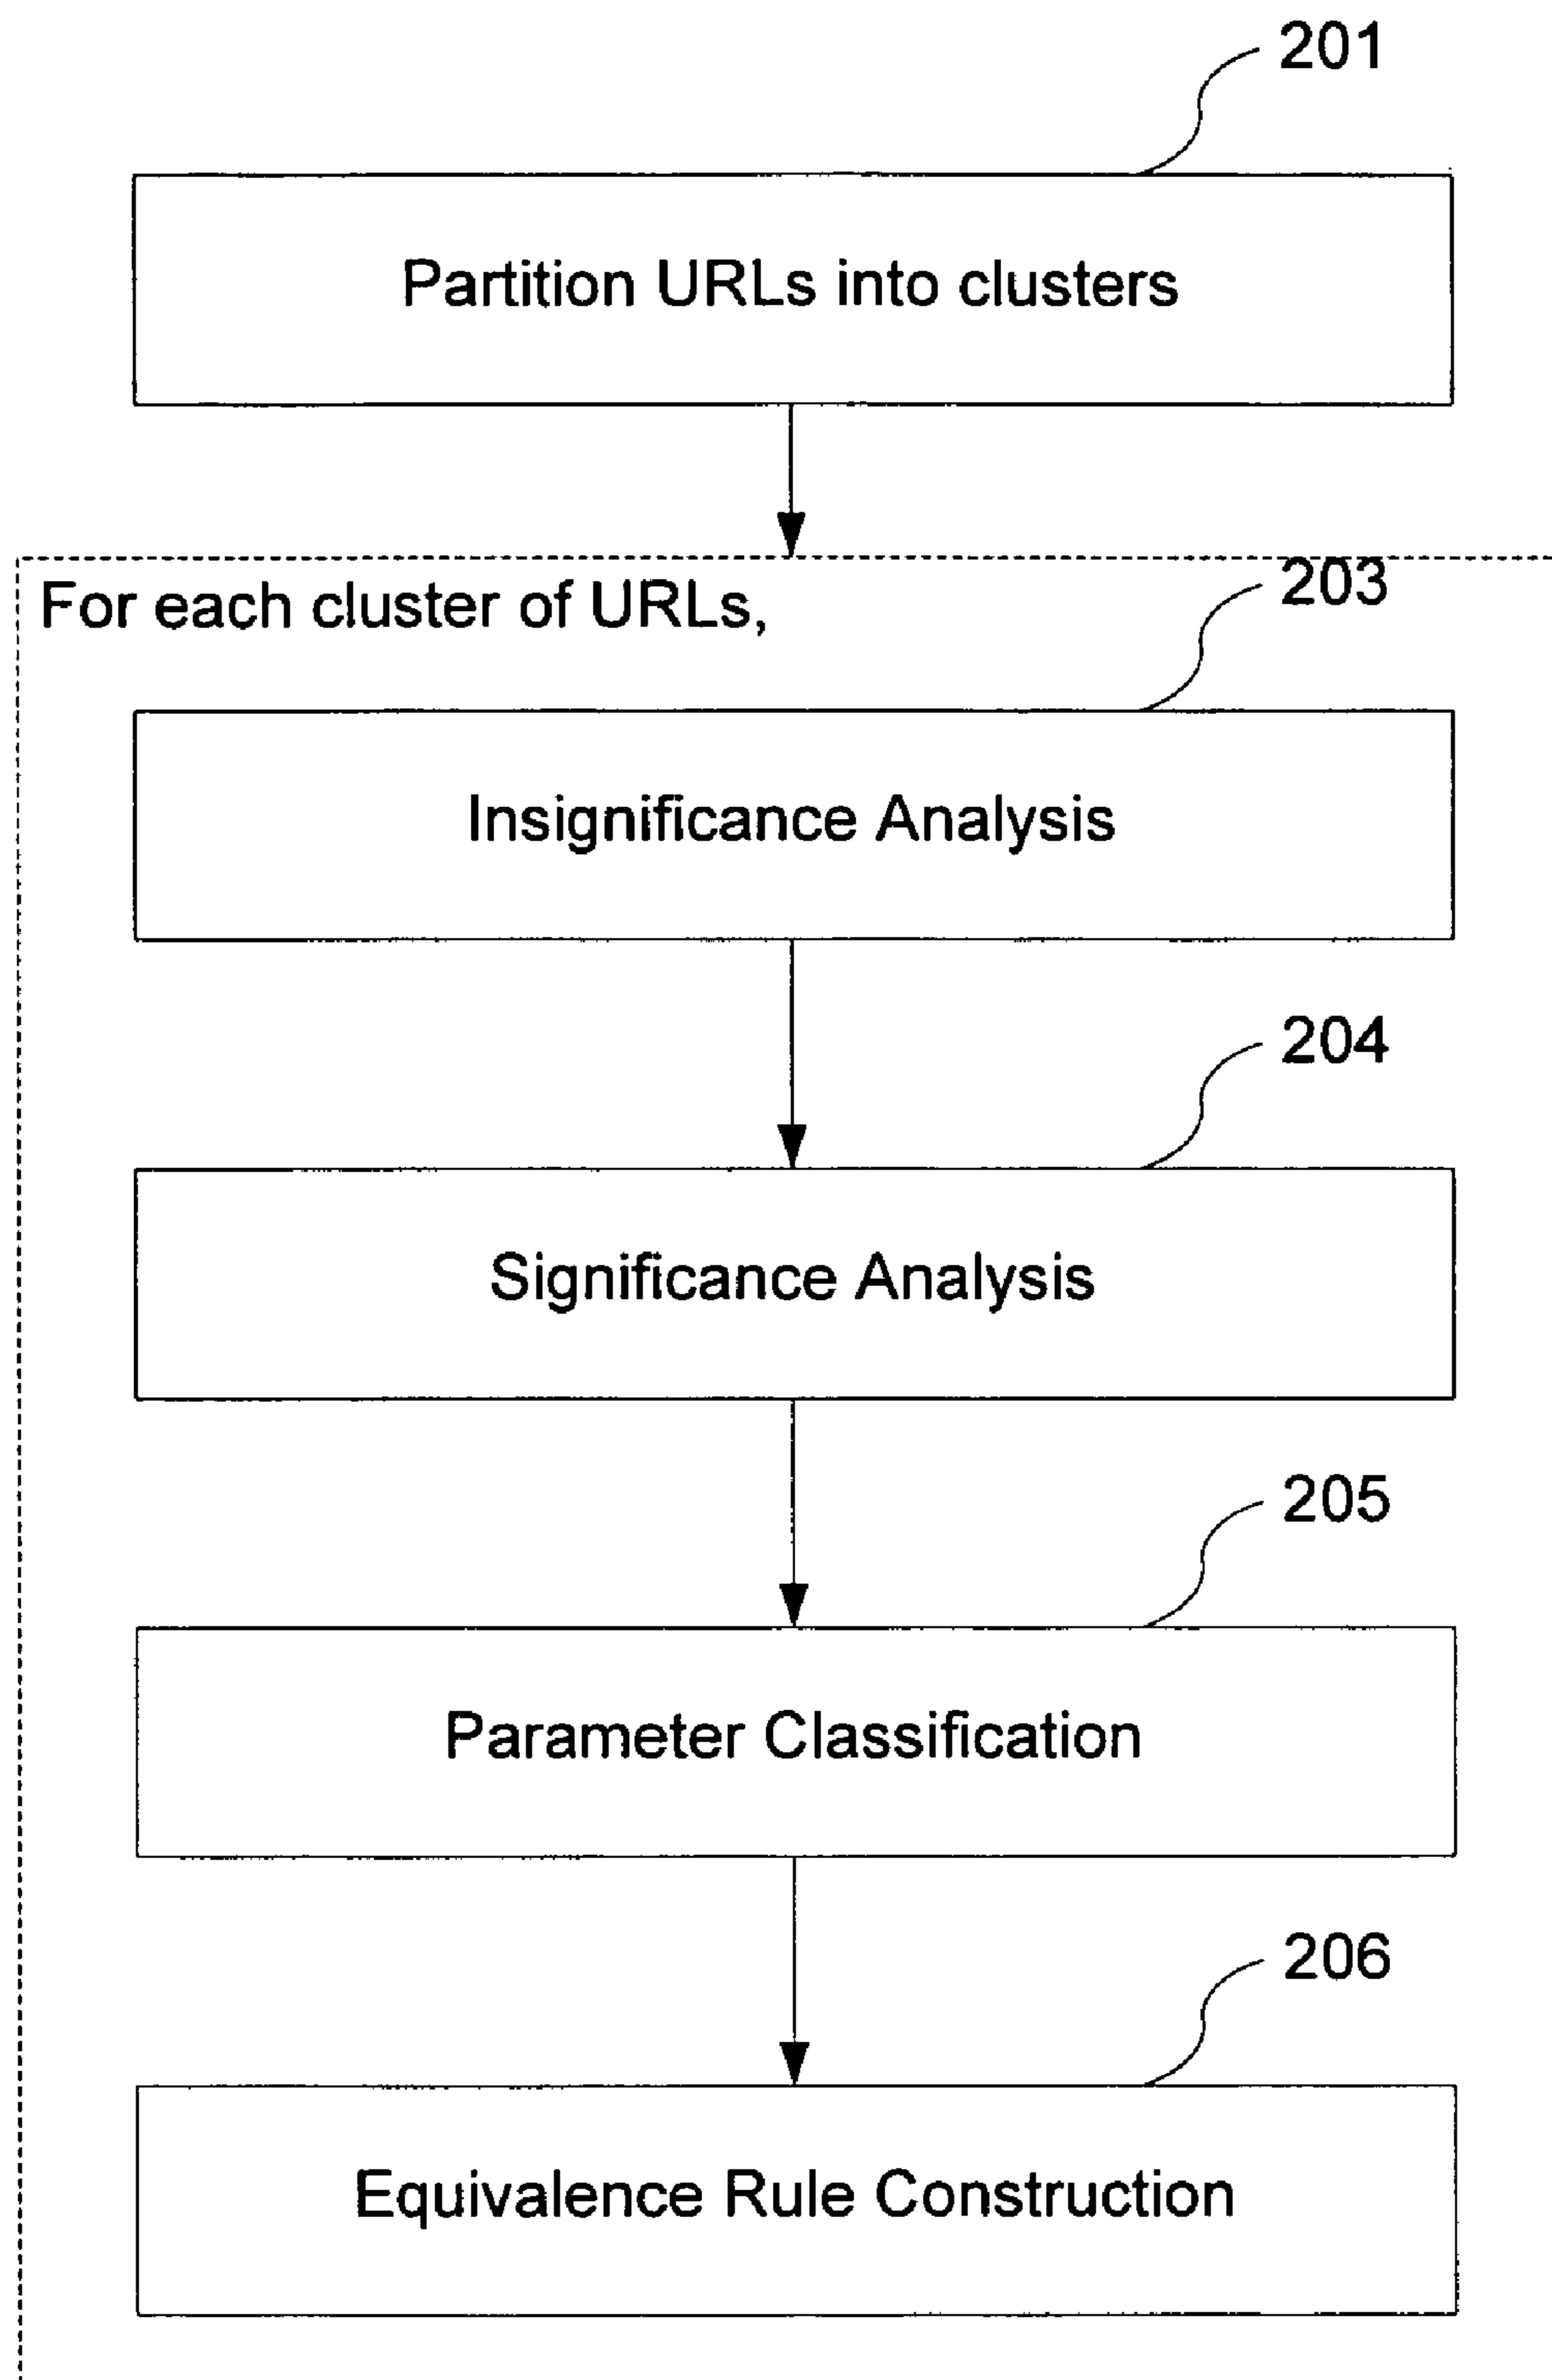 201
Partition URLs into clusters
For each cluster of URLs,
203
Insignificance Analysis
204
Significance Analysis
205
Parameter Classification
206
Equivalence Rule Construction